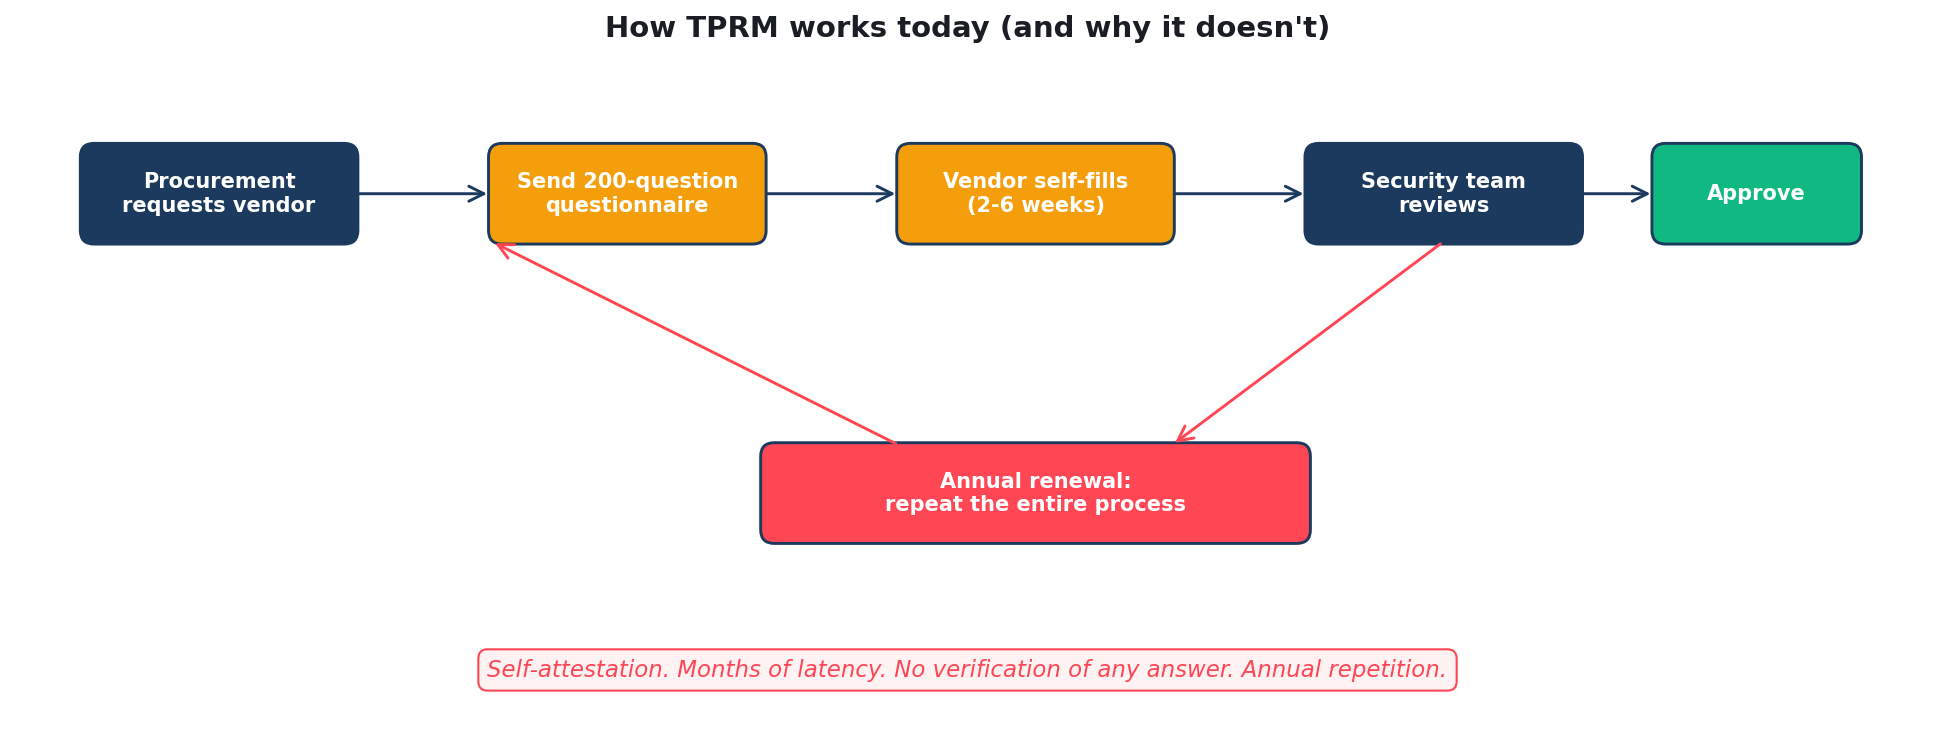 How TPRM works today (and why it doesn't)
Procurement
requests vendor
Send 200-question
questionnaire
Vendor self-fills
(2-6 weeks)
Security team
reviews
Approve
Annual renewal:
repeat the entire process
Self-attestation. Months of latency. No verification of any answer. Annual repetition.